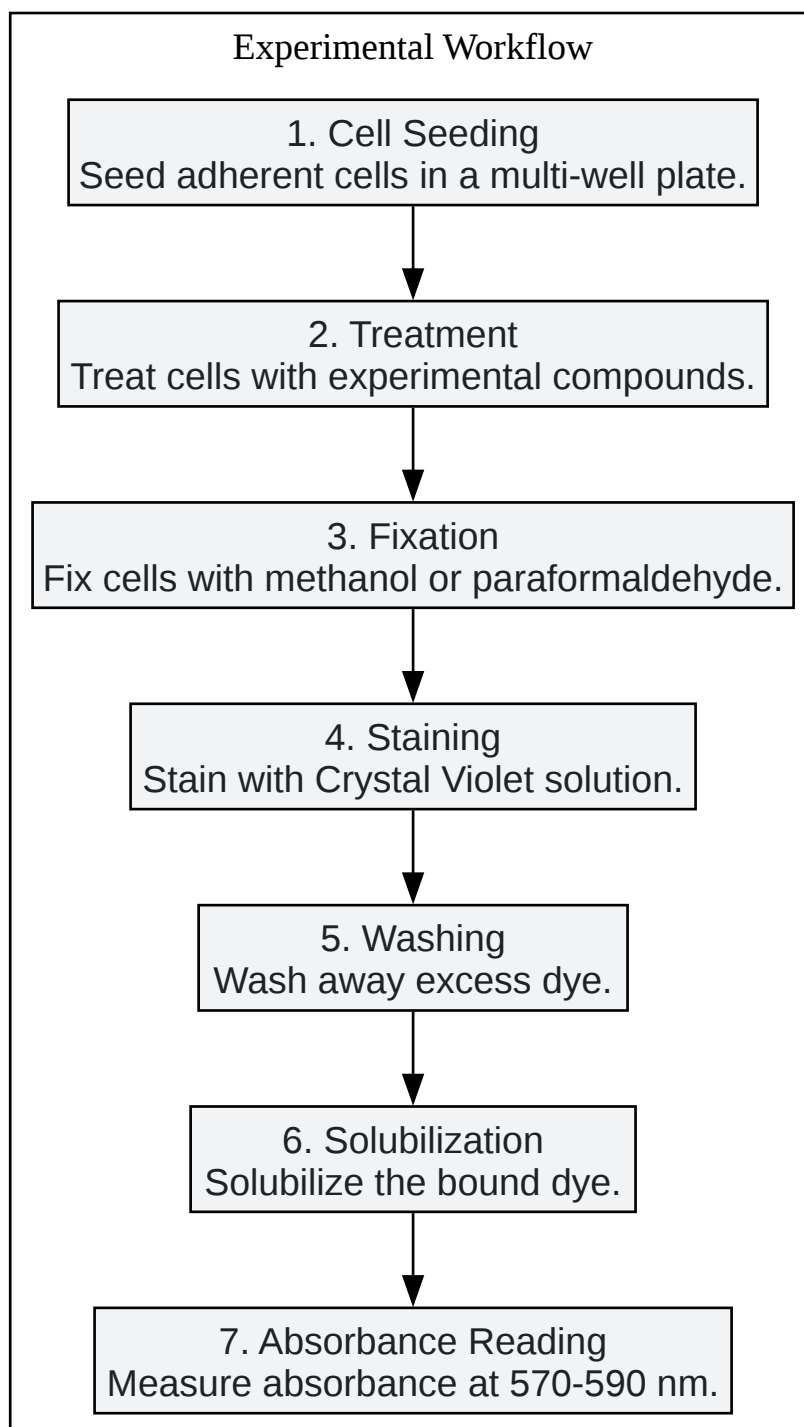 Experimental Workflow
1. Cell Seeding
Seed adherent cells in a multi-well plate.
2. Treatment
Treat cells with experimental compounds.
3. Fixation
Fix cells with methanol or paraformaldehyde.
4. Staining
Stain with Crystal Violet solution.
5. Washing
Wash away excess dye.
6. Solubilization
Solubilize the bound dye.
7. Absorbance Reading
Measure absorbance at 570-590 nm.